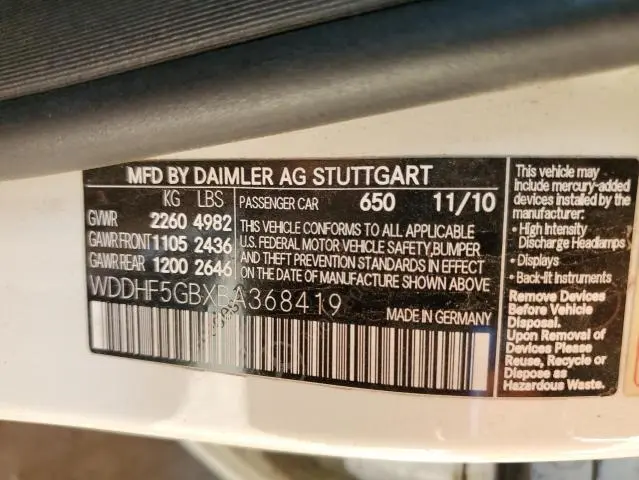 MFD BY DAIMLER AG STUTTGART
KG LBS
GVWR 2260 4982
GAWR FRONT 1105 2436
GAWR REAR 1200 2646
PASSENGER CAR 650 11/10
THIS VEHICLE CONFORMS TO ALL APPLICABLE
U.S. FEDERAL MOTOR VEHICLE SAFETY, BUMPER
AND THEFT PREVENTION STANDARDS IN EFFECT
ON THE DATE OF MANUFACTURE SHOWN ABOVE
WDDHF5GBXBA368419
MADE IN GERMANY
This vehicle may
include mercury-added
devices installed by the
manufacturer:
• High Intensity
Discharge Headlamps
• Displays
• Back-lit Instruments
Remove Devices
Before Vehicle
Disposal.
Upon Removal of
Devices Please
Reuse, Recycle or
Dispose as
Hazardous Waste.